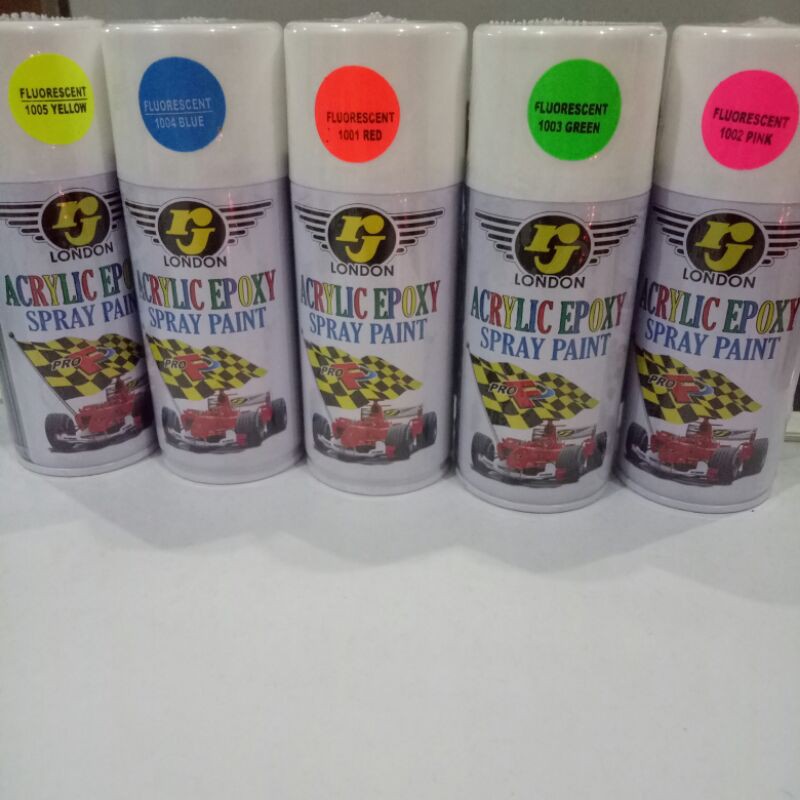 FLUORESCENT
1005 YELLOW
rj
LONDON
ACRYLIC EPO
SPRAY PAIN
PRO F
FLUORESCENT
1004 BLUE
rj
LONDON
ACRYLIC EPOXY
SPRAY PAINT
PRO F
FLUORESCENT
1001 RED
rj
LONDON
ACRYLIC EPOXY
SPRAY PAINT
PRO F
FLUORESCENT
1003 GREEN
rj
LONDON
ACRYLIC EPOXY
SPRAY PAINT
PRO F
FLUORESCENT
1002 PINK
rj
LONDON
ACRYLIC EPOXY
SPRAY PAINT
PRO F